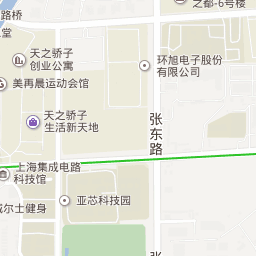 之都-6号楼
路桥
堂
天之骄子
创业公寓
环旭电子股份
有限公司
美再晨运动会馆
天之骄子
生活新天地
张东路
上海集成电路
科技馆
威尔士健身
亚芯科技园
张